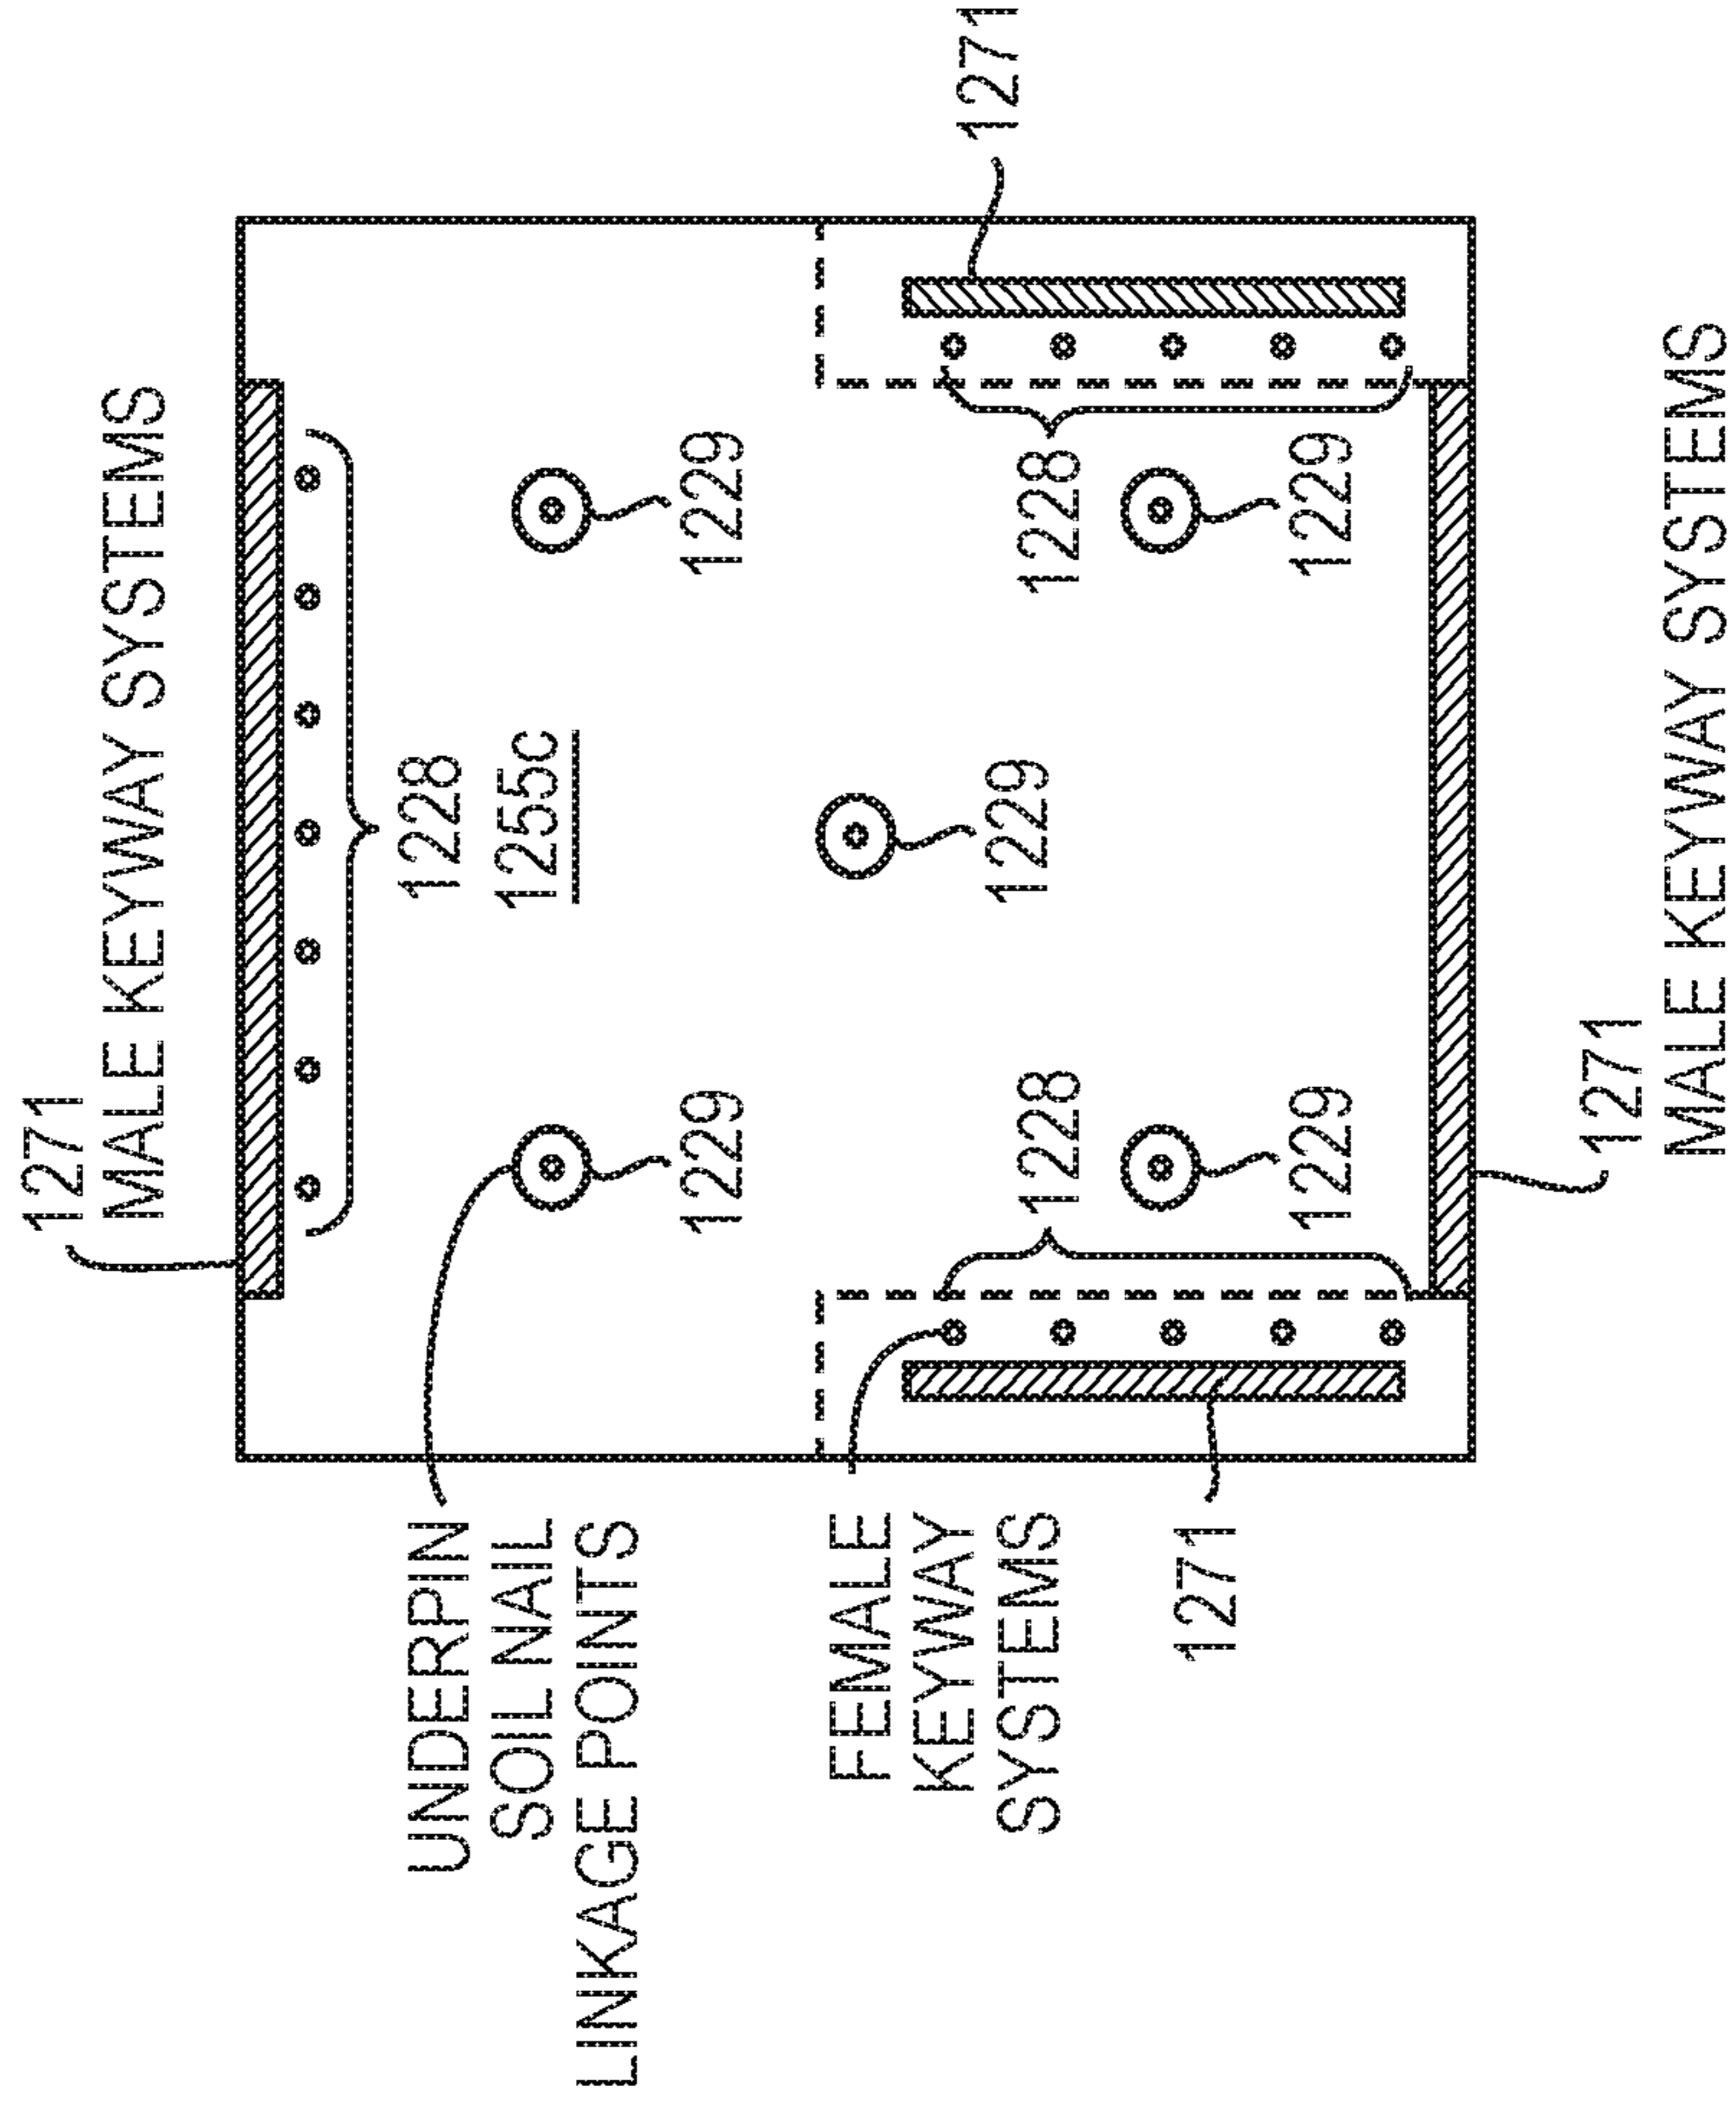 1271
MALE KEYWAY SYSTEMS
1228
1255c
UNDERPIN
SOIL NAIL
LINKAGE POINTS
1229
1229
FEMALE
KEYWAY
SYSTEMS
1229
1271
1228
1228
1271
1229
1229
1271
MALE KEYWAY SYSTEMS